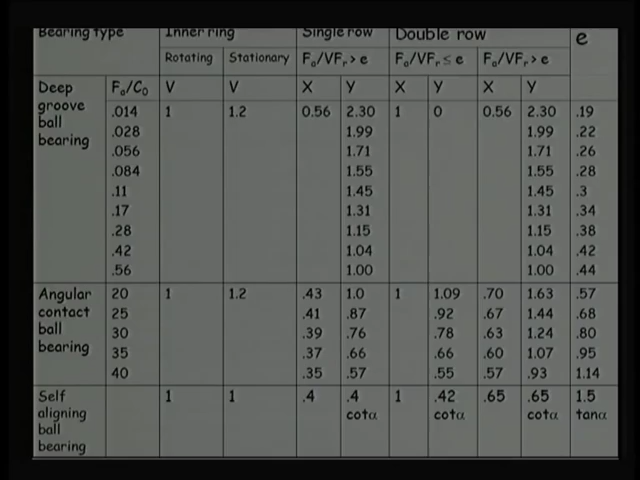 Bearing type Inner ring Single row Double row e
Rotating Stationary Fa/VFr > e Fa/VFr ≤ e Fa/VFr > e
Deep groove ball bearing Fa/C0 V V X Y X Y X Y
.014 1 1.2 0.56 2.30 1 0 0.56 2.30 .19
.028 1.99 1.99 .22
.056 1.71 1.71 .26
.084 1.55 1.55 .28
.11 1.45 1.45 .3
.17 1.31 1.31 .34
.28 1.15 1.15 .38
.42 1.04 1.04 .42
.56 1.00 1.00 .44
Angular 20 1 1.2 .43 1.0 1 1.09 .70 1.63 .57
contact 25 .41 .87 .92 .67 1.44 .68
ball 30 .39 .76 .78 .63 1.24 .80
bearing 35 .37 .66 .66 .60 1.07 .95
40 .35 .57 .55 .57 .93 1.14
Self 1 1 .4 .4 1 .42 .65 .65 1.5
aligning cotα cotα cotα tanα
ball
bearing